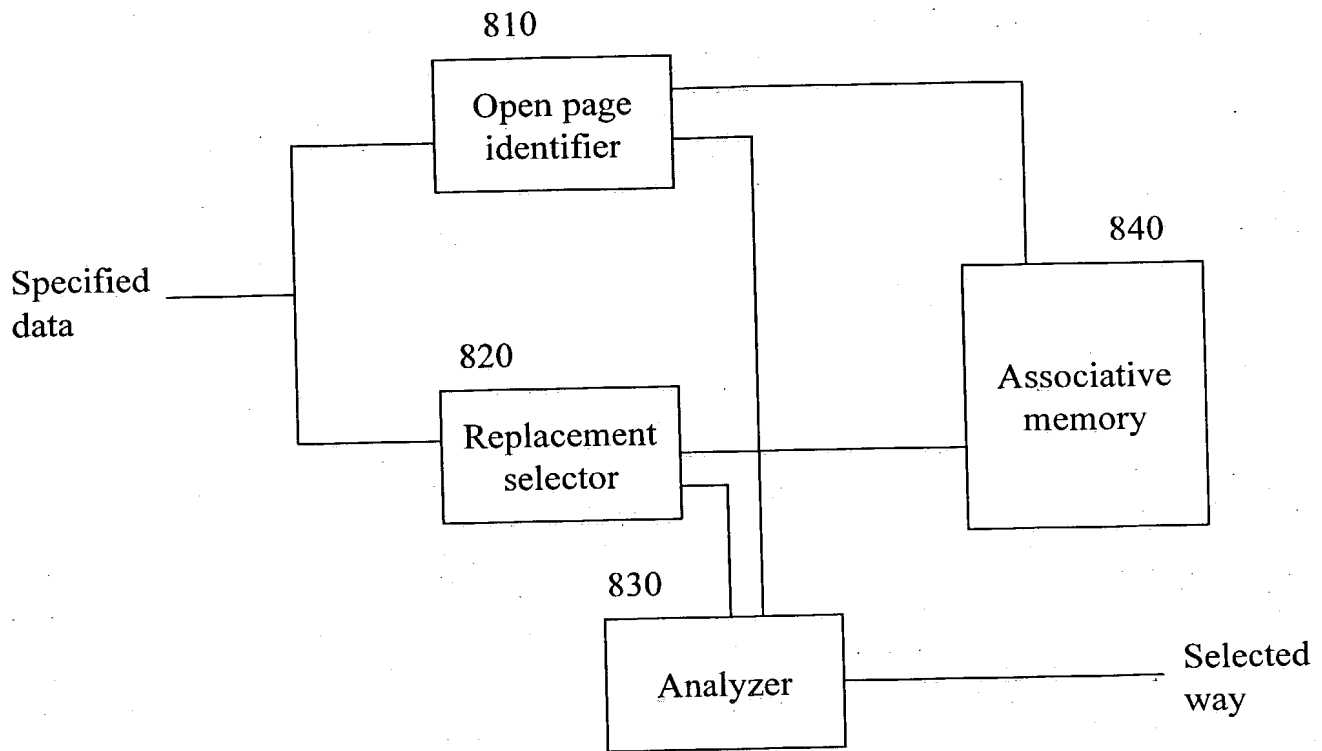 810
Open page
identifier
840
Specified
data
820
Associative
memory
Replacement
selector
830
Analyzer
Selected
way